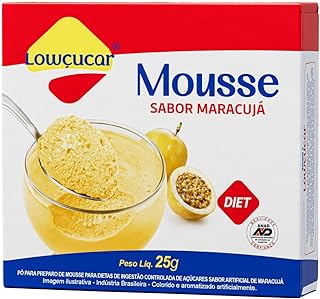 Lowçucar®
Mousse
SABOR MARACUJÁ
DIET
ANAD
Peso Líq. 25g
PÓ PARA PREPARO DE MOUSSE PARA DIETAS DE INGESTÃO CONTROLADA DE AÇÚCARES SABOR ARTIFICIAL DE MARACUJÁ
Imagem ilustrativa - Indústria Brasileira - Colorido e aromatizado artificialmente.